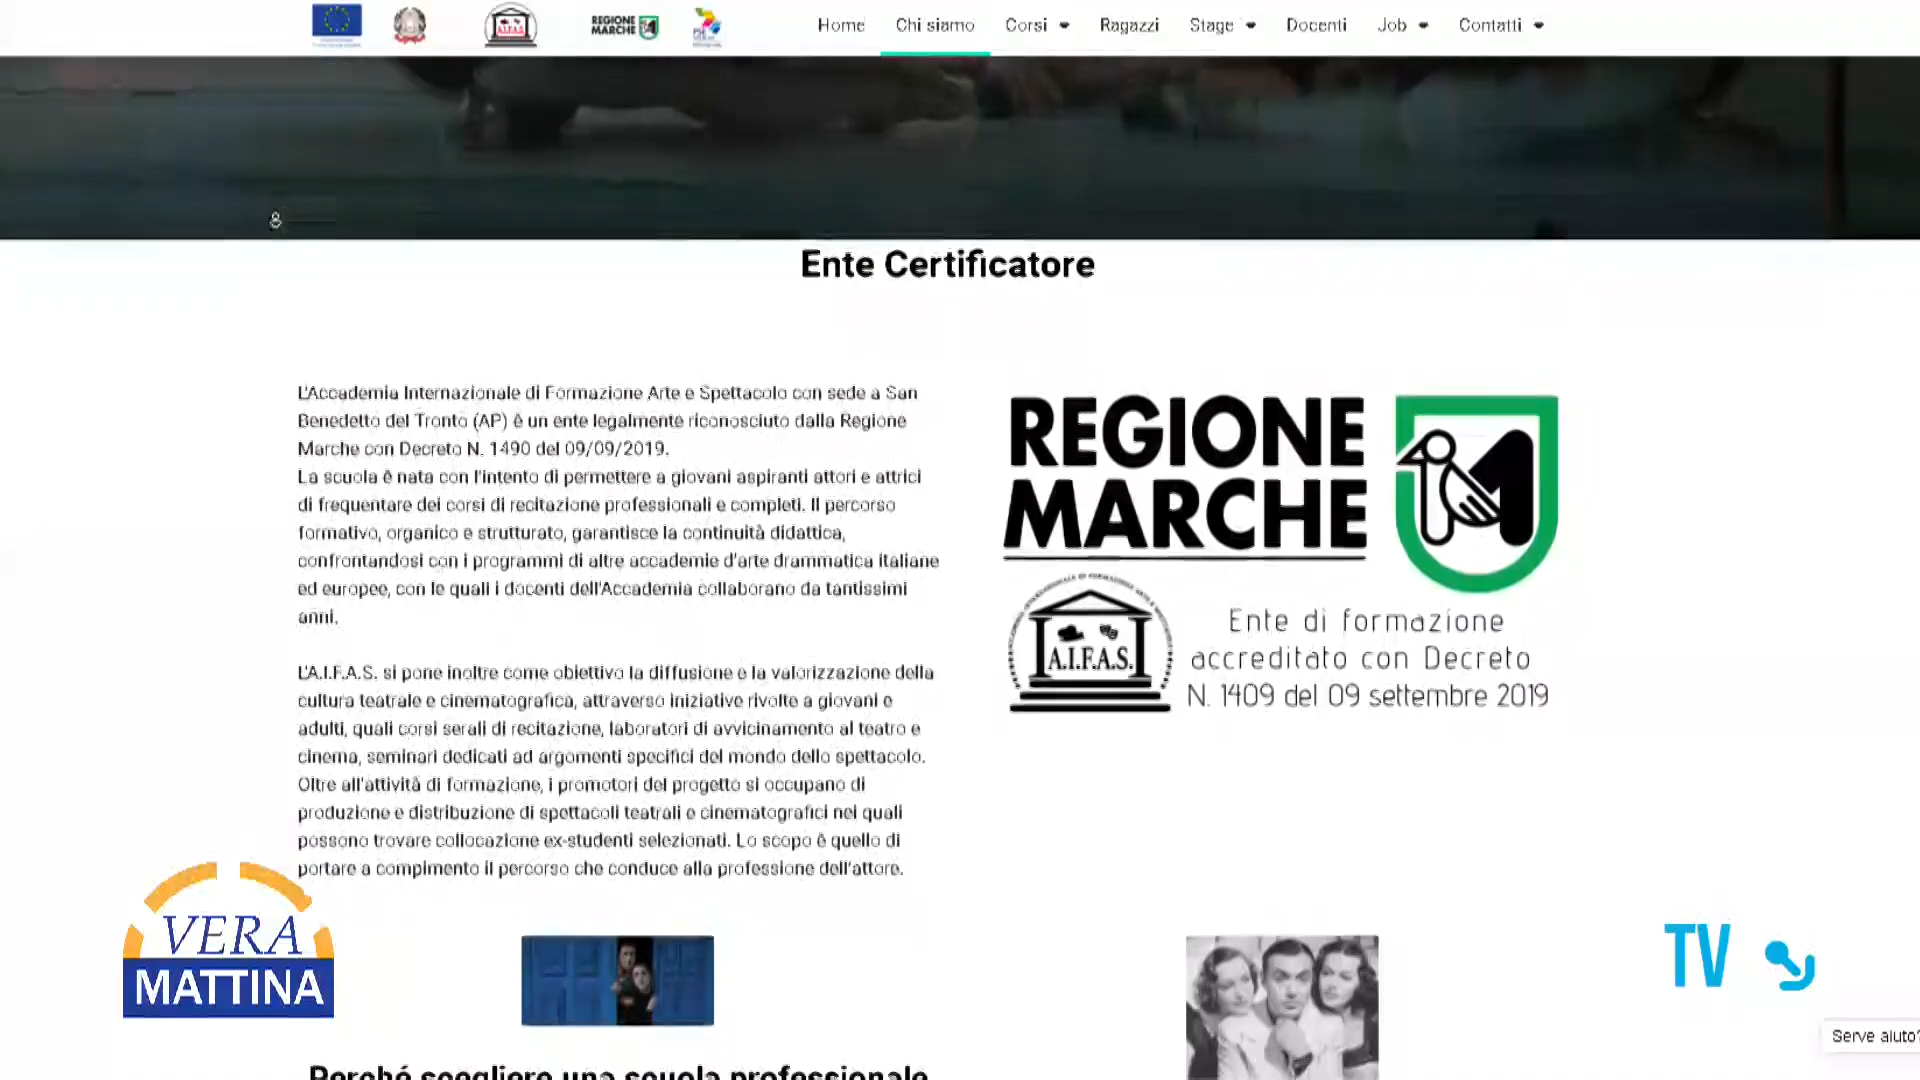 REGIONE MARCHE
Home Chi siamo Corsi Ragazzi Stage Docenti Job Contatti
Ente Certificatore
L'Accademia Internazionale di Formazione Arte e Spettacolo con sede a San
Benedetto del Tronto (AP) è un ente legalmente riconosciuto dalla Regione
Marche con Decreto N. 1490 del 09/09/2019.
La scuola è nata con l'intento di permettere a giovani aspiranti attori e attrici
di frequentare dei corsi di recitazione professionali e completi. Il percorso
formativo, organico e strutturato, garantisce la continuità didattica,
confrontandosi con i programmi di altre accademie d'arte drammatica italiane
ed europee, con le quali i docenti dell'Accademia collaborano da tantissimi
anni.
L'A.I.F.A.S. si pone inoltre come obiettivo la diffusione e la valorizzazione della
cultura teatrale e cinematografica, attraverso iniziative rivolte a giovani e
adulti, quali corsi serali di recitazione, laboratori di avvicinamento al teatro e
cinema, seminari dedicati ad argomenti specifici del mondo dello spettacolo.
Oltre all'attività di formazione, i promotori del progetto si occupano di
produzione e distribuzione di spettacoli teatrali e cinematografici nei quali
possono trovare collocazione ex-studenti selezionati. Lo scopo è quello di
portare a compimento il percorso che conduce alla professione dell'attore.
REGIONE
MARCHE
A.I.F.A.S.
Ente di formazione
accreditato con Decreto
N. 1409 del 09 settembre 2019
VERA
MATTINA
TV
Serve aiuto?
Perché scegliere una scuola professionale